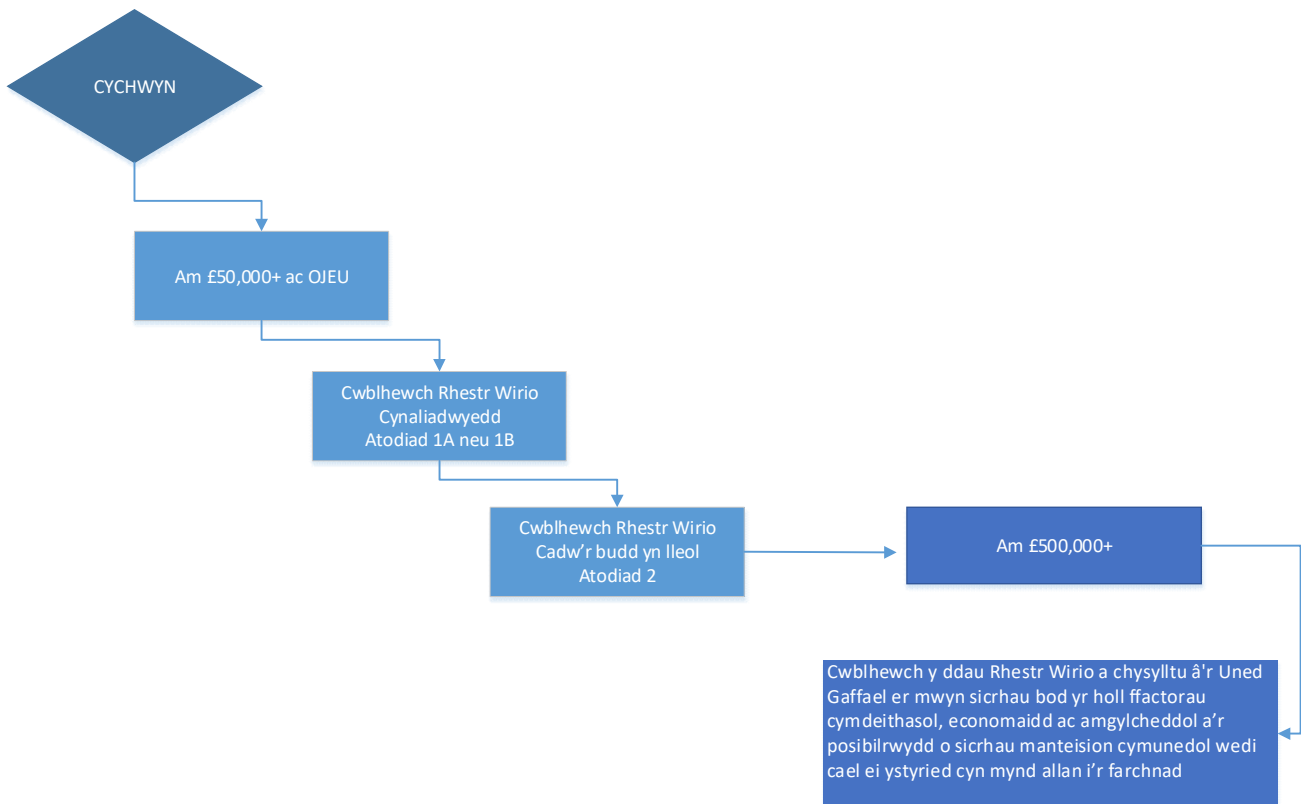 CYCHWYN
Am £50,000+ ac OJEU
Cwblhewch Rhestr Wirio
Cynaliadwyedd
Atodiad 1A neu 1B
Cwblhewch Rhestr Wirio
Cadw’r budd yn lleol
Atodiad 2
Am £500,000+
Cwblhewch y ddau Rhestr Wirio a chysylltu â'r Uned
Gaffael er mwyn sicrhau bod yr holl ffactorau
cymdeithasol, economaidd ac amgylcheddol a’r
posibilrwydd o sicrhau manteision cymunedol wedi
cael ei ystyried cyn mynd allan i’r farchnad